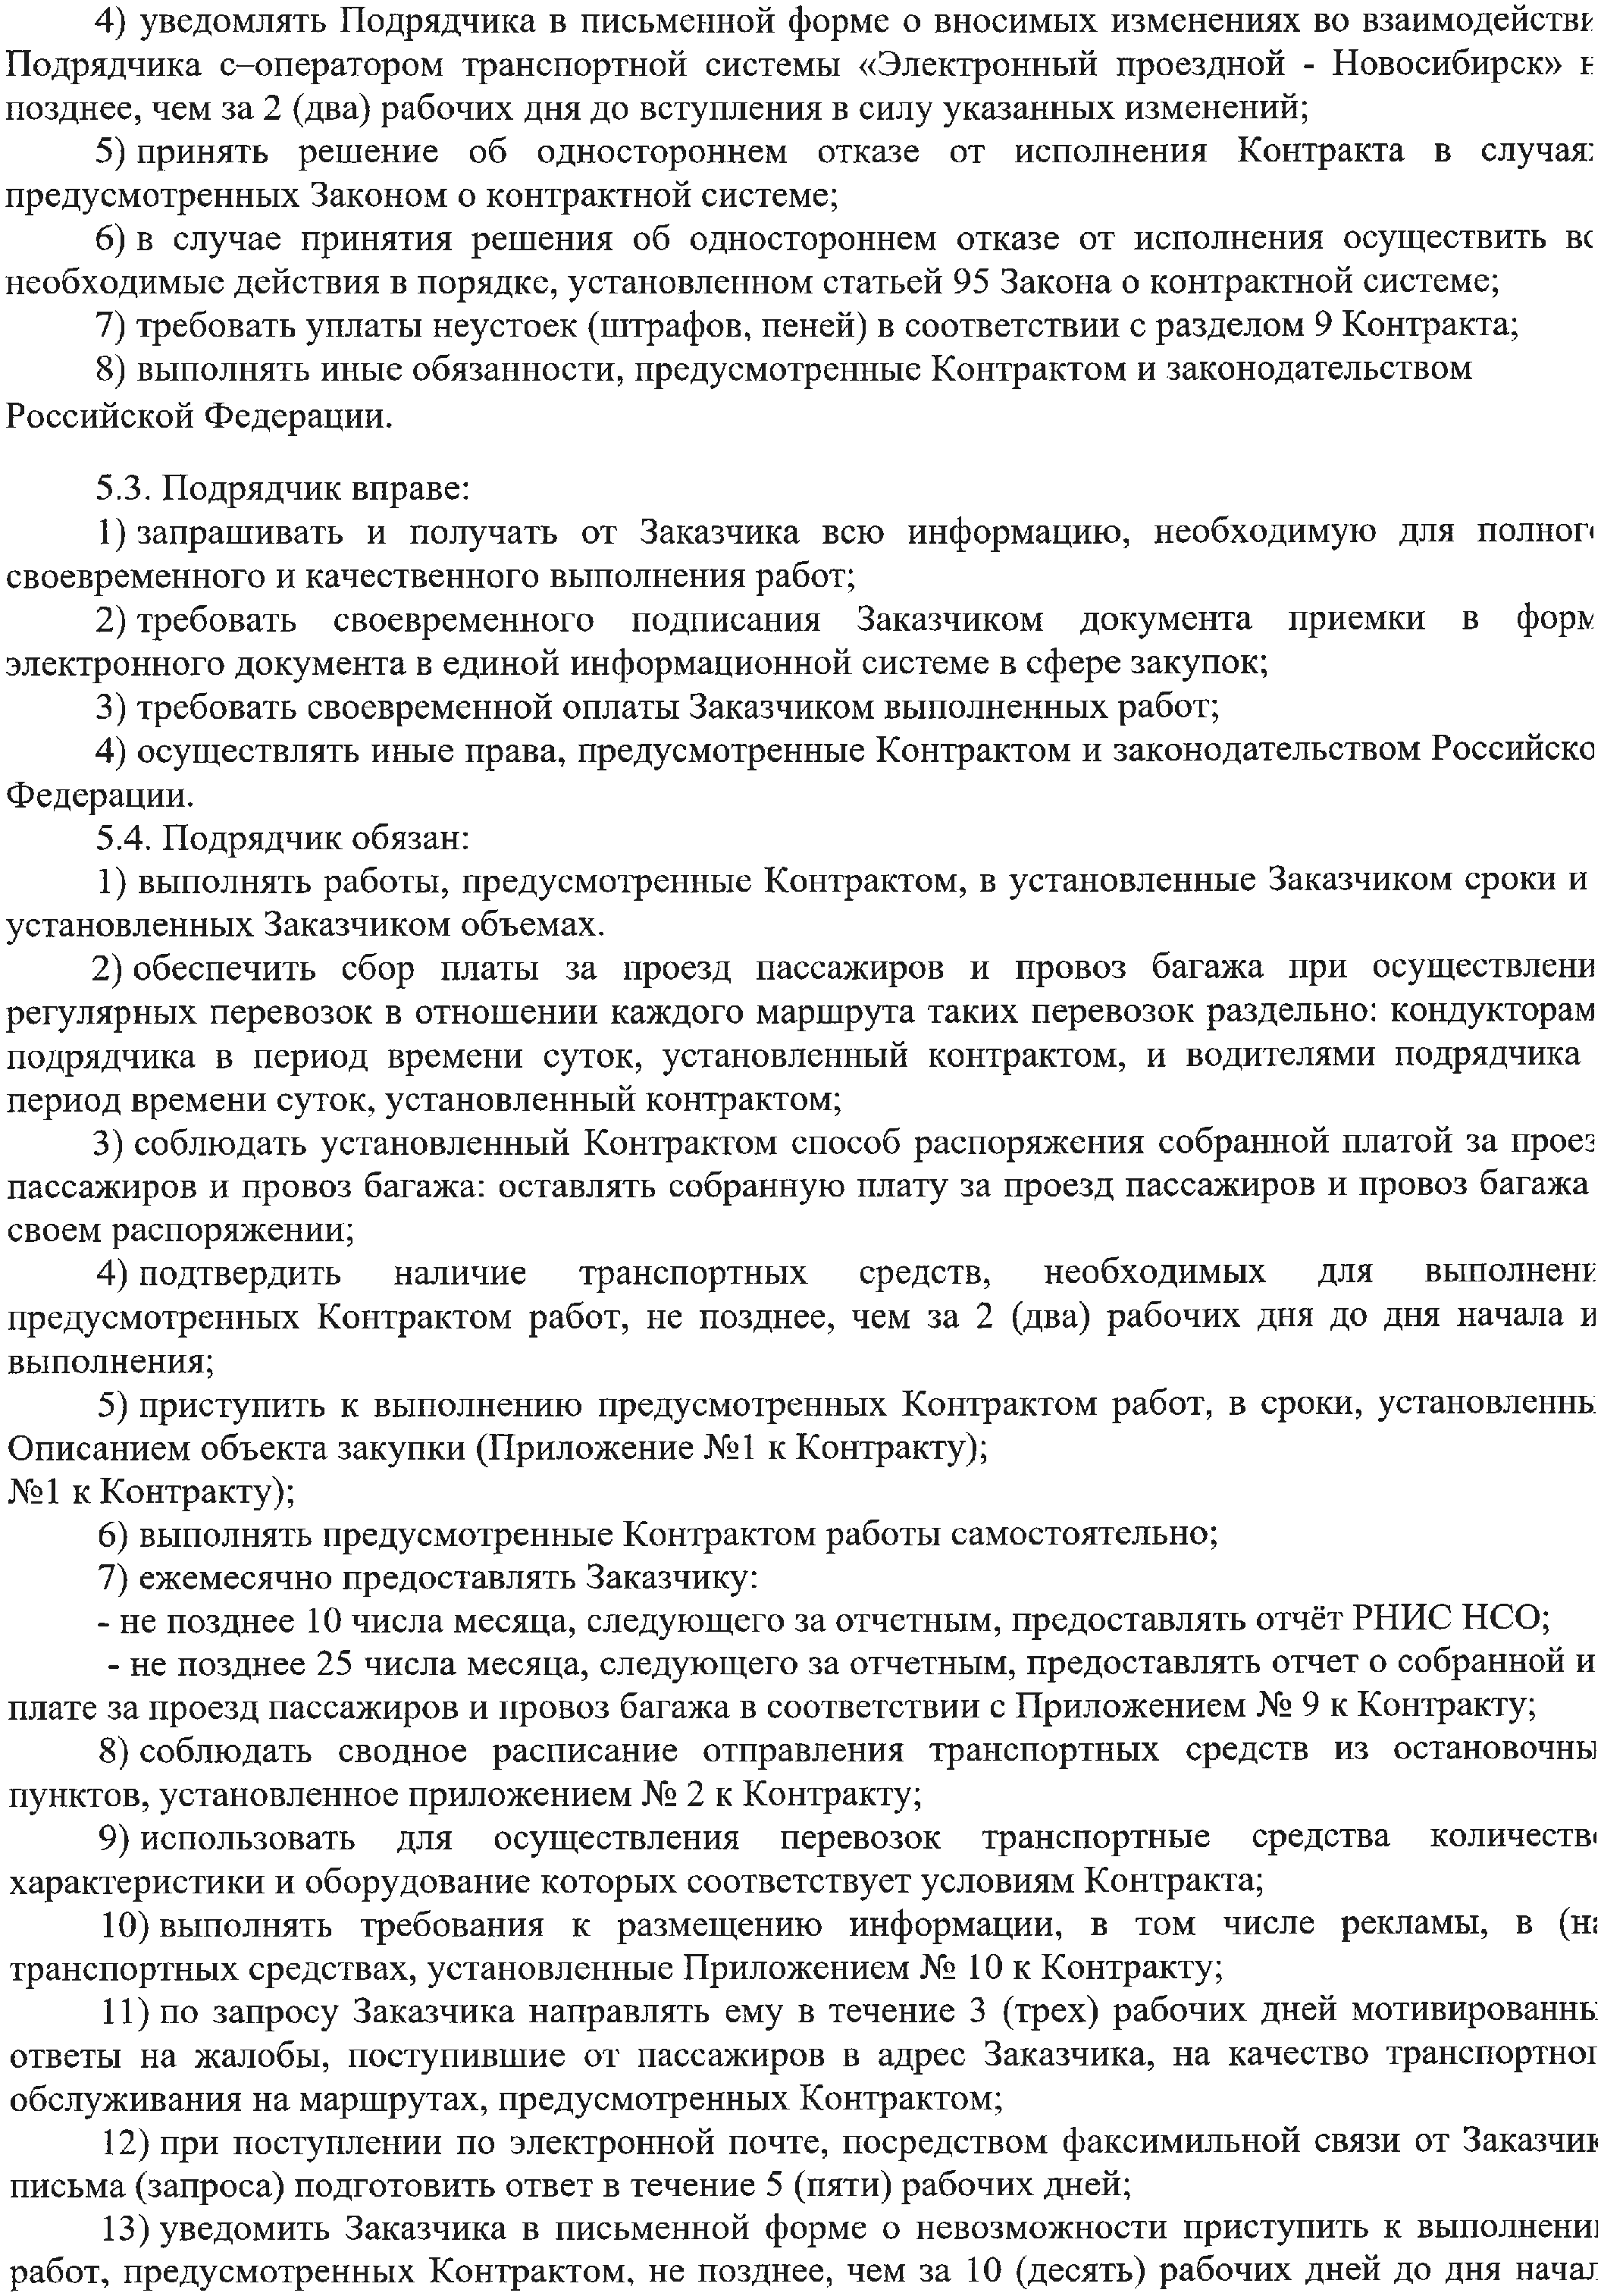 4) уведомлять Подрядчика в письменной форме о вносимых изменениях во
Подрядчика с–оператором транспортной системы «Электронный проездной - Новосибирск»
позднее, чем за 2 (два) рабочих дня до вступления в силу указанных изменений;
5) принять решение об одностороннем отказе от исполнения Контракта в
предусмотренных Законом о контрактной системе;
6) в случае принятия решения об одностороннем отказе от исполнения осуществить
необходимые действия в порядке, установленном статьей 95 Закона о контрактной системе;
7) требовать уплаты неустоек (штрафов, пеней) в соответствии с разделом 9 Контракта;
8) выполнять иные обязанности, предусмотренные Контрактом и законодательством
Российской Федерации.
5.3. Подрядчик вправе:
1) запрашивать и получать от Заказчика всю информацию, необходимую для
своевременного и качественного выполнения работ;
2) требовать своевременного подписания Заказчиком документа приемки в
электронного документа в единой информационной системе в сфере закупок;
3) требовать своевременной оплаты Заказчиком выполненных работ;
4) осуществлять иные права, предусмотренные Контрактом и законодательством Российско
Федерации.
5.4. Подрядчик обязан:
1) выполнять работы, предусмотренные Контрактом, в установленные Заказчиком сроки и
установленных Заказчиком объемах.
2) обеспечить сбор платы за проезд пассажиров и провоз багажа при осуществлени
регулярных перевозок в отношении каждого маршрута таких перевозок раздельно: кондукторам
подрядчика в период времени суток, установленный контрактом, и водителями подрядчика
период времени суток, установленный контрактом;
3) соблюдать установленный Контрактом способ распоряжения собранной платой за
пассажиров и провоз багажа: оставлять собранную плату за проезд пассажиров и провоз багажа
своем распоряжении;
4) подтвердить наличие транспортных средств, необходимых для
предусмотренных Контрактом работ, не позднее, чем за 2 (два) рабочих дня до дня начала
выполнения;
5) приступить к выполнению предусмотренных Контрактом работ, в сроки,
Описанием объекта закупки (Приложение №1 к Контракту);
№1 к Контракту);
6) выполнять предусмотренные Контрактом работы самостоятельно;
7) ежемесячно предоставлять Заказчику:
- не позднее 10 числа месяца, следующего за отчетным, предоставлять отчёт РНИС НСО;
- не позднее 25 числа месяца, следующего за отчетным, предоставлять отчет о собранной и
плате за проезд пассажиров и провоз багажа в соответствии с Приложением № 9 к Контракту;
8) соблюдать сводное расписание отправления транспортных средств из остановочны
пунктов, установленное приложением № 2 к Контракту;
9) использовать для осуществления перевозок транспортные средства
характеристики и оборудование которых соответствует условиям Контракта;
10) выполнять требования к размещению информации, в том числе рекламы, в
транспортных средствах, установленные Приложением № 10 к Контракту;
11) по запросу Заказчика направлять ему в течение 3 (трех) рабочих дней
ответы на жалобы, поступившие от пассажиров в адрес Заказчика, на качество
обслуживания на маршрутах, предусмотренных Контрактом;
12) при поступлении по электронной почте, посредством факсимильной связи от
письма (запроса) подготовить ответ в течение 5 (пяти) рабочих дней;
13) уведомить Заказчика в письменной форме о невозможности приступить к
работ, предусмотренных Контрактом, не позднее, чем за 10 (десять) рабочих дней до дня